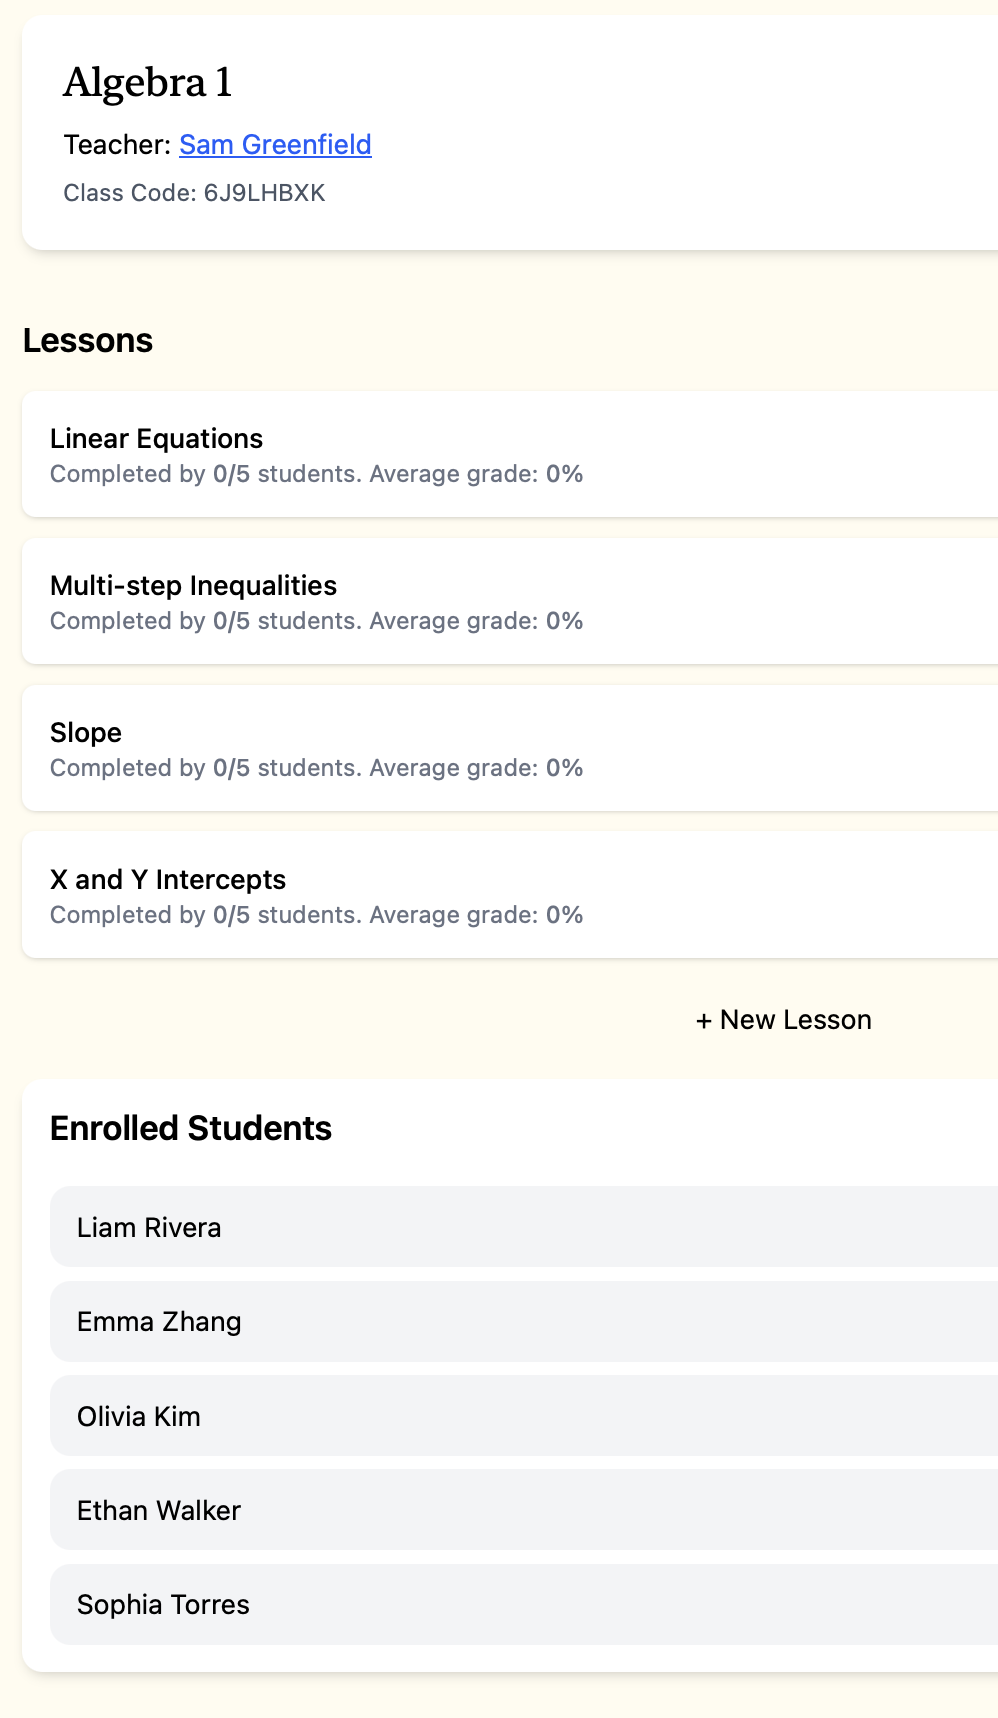 Algebra 1
Teacher: Sam Greenfield
Class Code: 6J9LHBXK
Lessons
Linear Equations
Completed by 0/5 students. Average grade: 0%
Multi-step Inequalities
Completed by 0/5 students. Average grade: 0%
Slope
Completed by 0/5 students. Average grade: 0%
X and Y Intercepts
Completed by 0/5 students. Average grade: 0%
+ New Lesson
Enrolled Students
Liam Rivera
Emma Zhang
Olivia Kim
Ethan Walker
Sophia Torres